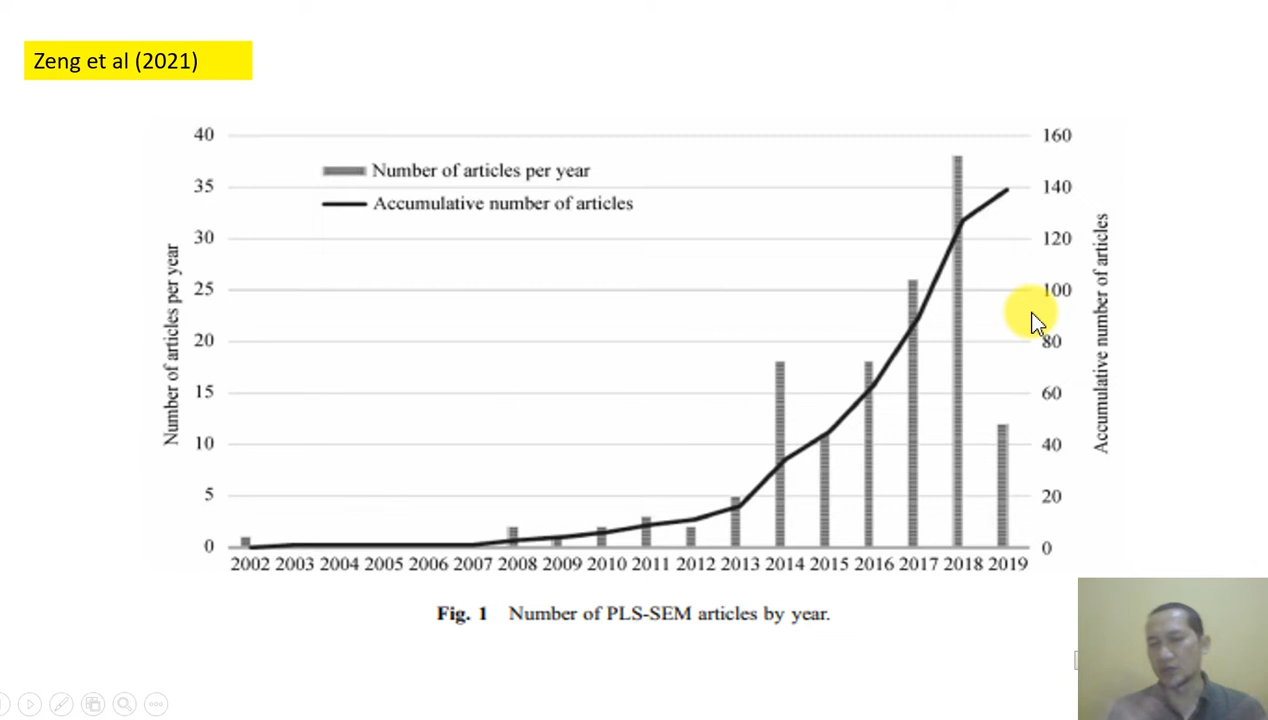 Zeng et al (2021)
40
35
30
25
20
15
10
5
0
Number of articles per year
Number of articles per year
Accumulative number of articles
160
140
120
100
80
60
40
20
0
Accumulative number of articles
2002 2003 2004 2005 2006 2007 2008 2009 2010 2011 2012 2013 2014 2015 2016 2017 2018 2019
Fig. 1 Number of PLS-SEM articles by year.